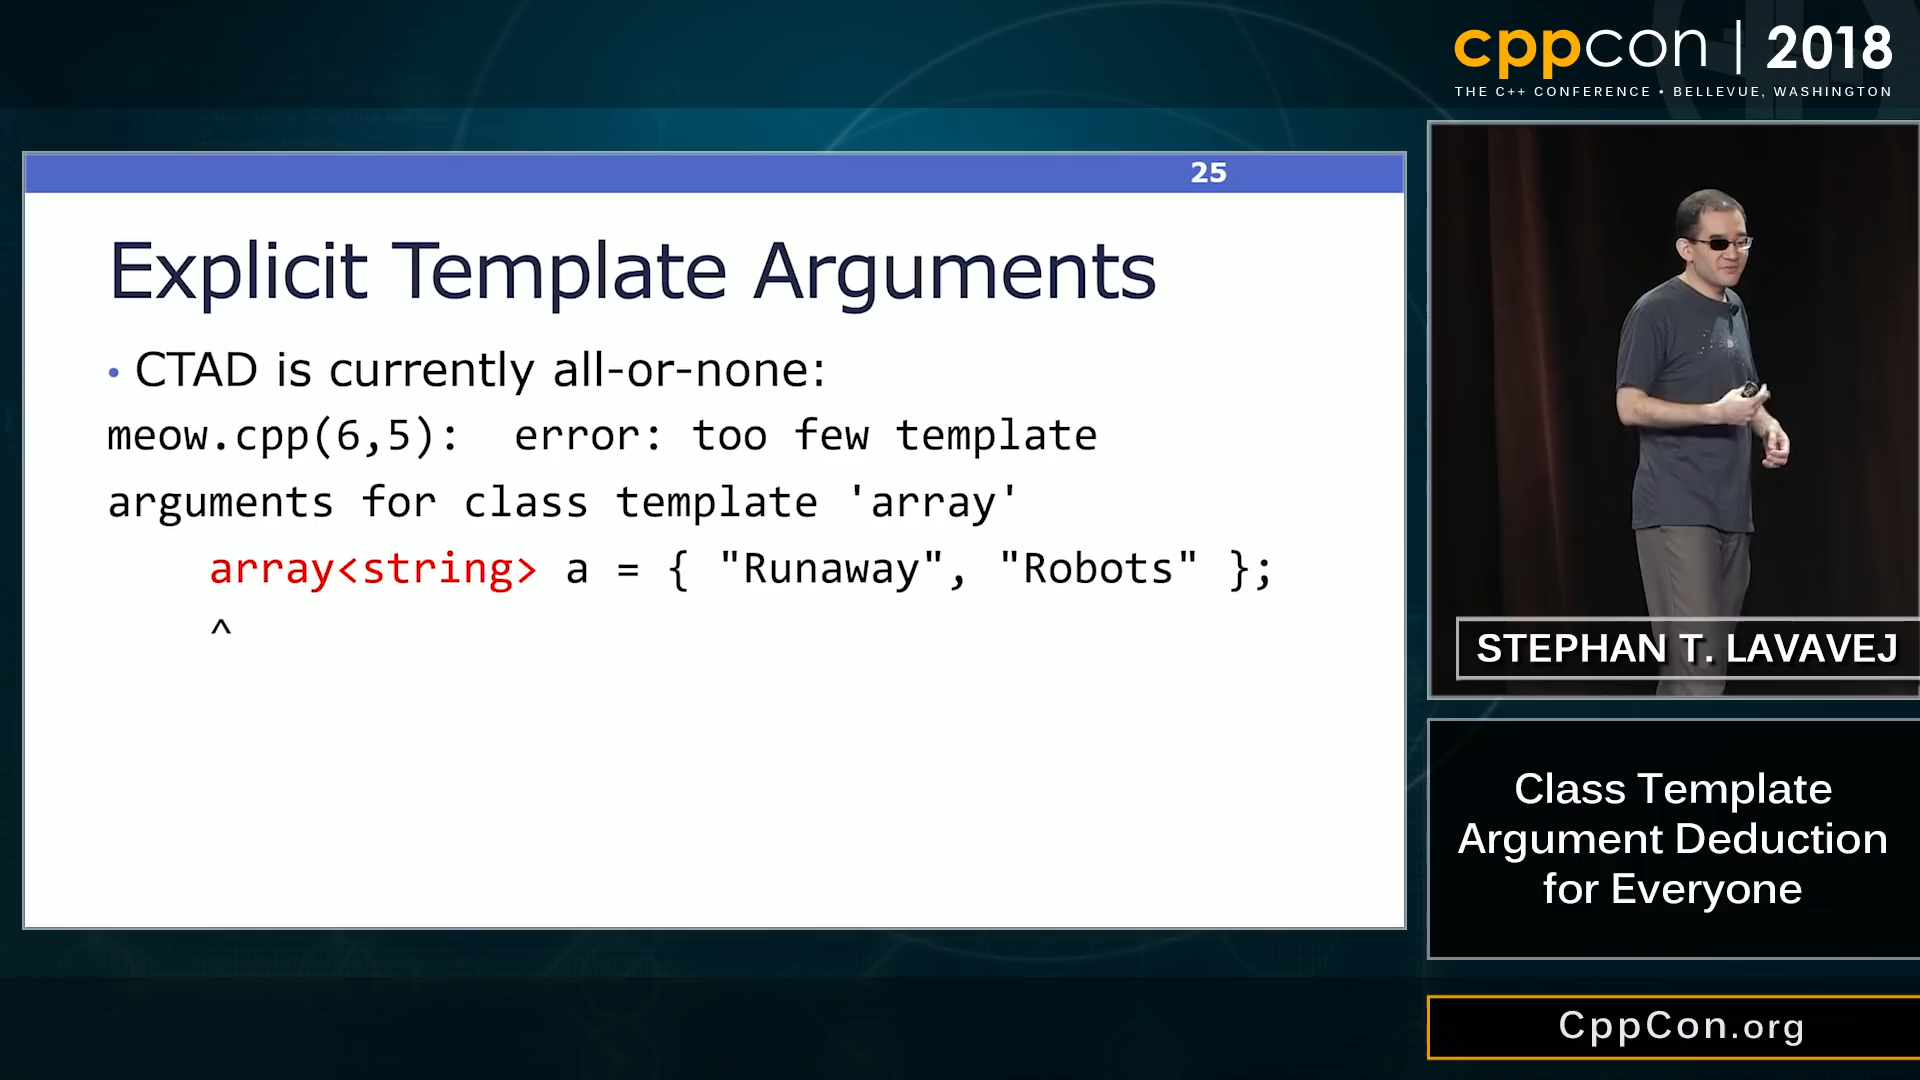 cppcon | 2018
THE C++ CONFERENCE • BELLEVUE, WASHINGTON
25
Explicit Template Arguments
• CTAD is currently all-or-none:
meow.cpp(6,5):  error: too few template
arguments for class template 'array'
    array<string> a = { "Runaway", "Robots" };
    ^
STEPHAN T. LAVAVEJ
Class Template
Argument Deduction
for Everyone
CppCon.org